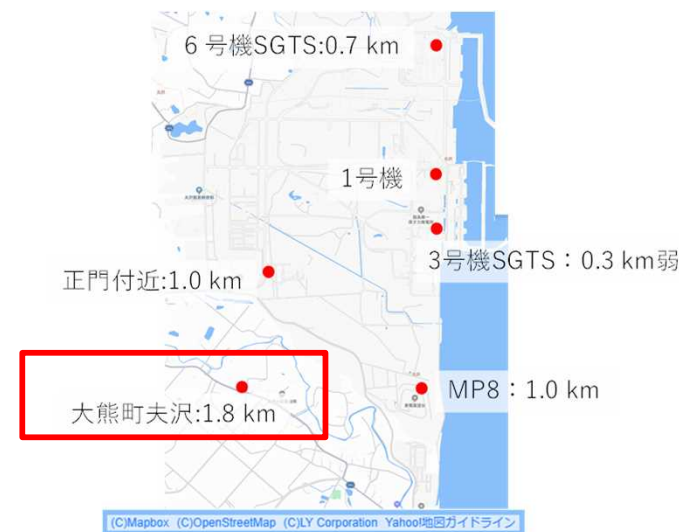 6 号機SGTS:0.7 km
1号機
3号機SGTS：0.3 km弱
正門付近:1.0 km
MP8：1.0 km
大熊町夫沢:1.8 km
(C)Mapbox (C)OpenStreetMap (C)LY Corporation Yahoo!地図ガイドライン